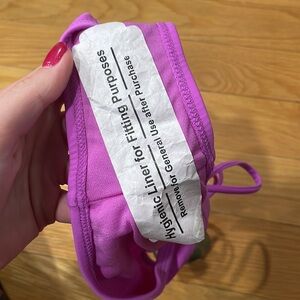 Hygienic Liner for Fitting Purposes
Remove for General Use after Purchase